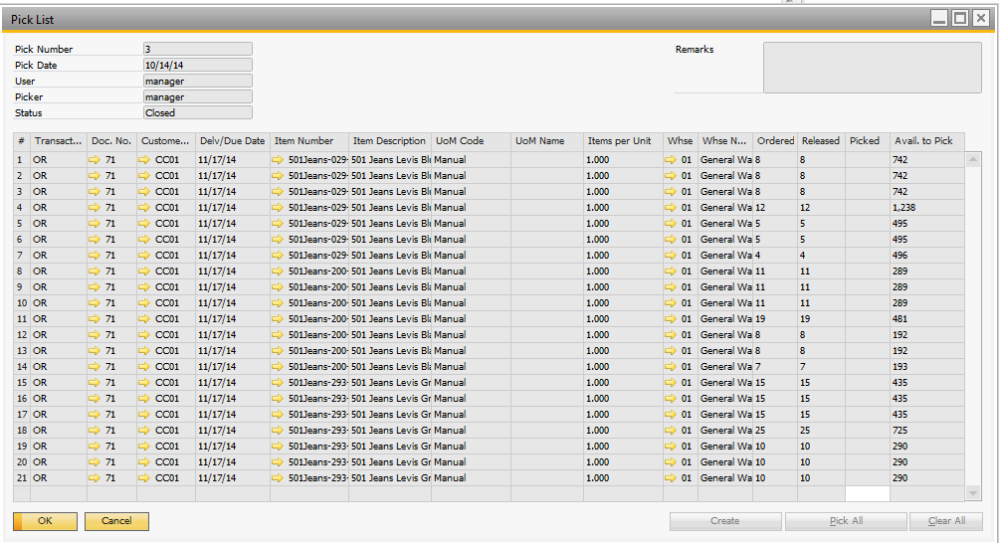 Pick List
Pick Number 3
Pick Date 10/14/14
User manager
Picker manager
Status Closed
Remarks
# Transact... Doc. No. Custome... Delv/Due Date Item Number Item Description UoM Code UoM Name Items per Unit Whse Whse N... Ordered Released Picked Avail. to Pick
1 OR 71 CC01 11/17/14 501Jeans-029- 501 Jeans Levis Blu Manual 1.000 01 General Wa 8 8 742
2 OR 71 CC01 11/17/14 501Jeans-029- 501 Jeans Levis Blu Manual 1.000 01 General Wa 8 8 742
3 OR 71 CC01 11/17/14 501Jeans-029- 501 Jeans Levis Blu Manual 1.000 01 General Wa 8 8 742
4 OR 71 CC01 11/17/14 501Jeans-029- 501 Jeans Levis Blu Manual 1.000 01 General Wa 12 12 1,238
5 OR 71 CC01 11/17/14 501Jeans-029- 501 Jeans Levis Blu Manual 1.000 01 General Wa 5 5 495
6 OR 71 CC01 11/17/14 501Jeans-029- 501 Jeans Levis Blu Manual 1.000 01 General Wa 5 5 495
7 OR 71 CC01 11/17/14 501Jeans-029- 501 Jeans Levis Blu Manual 1.000 01 General Wa 4 4 496
8 OR 71 CC01 11/17/14 501Jeans-200- 501 Jeans Levis Bla Manual 1.000 01 General Wa 11 11 289
9 OR 71 CC01 11/17/14 501Jeans-200- 501 Jeans Levis Bla Manual 1.000 01 General Wa 11 11 289
10 OR 71 CC01 11/17/14 501Jeans-200- 501 Jeans Levis Bla Manual 1.000 01 General Wa 11 11 289
11 OR 71 CC01 11/17/14 501Jeans-200- 501 Jeans Levis Bla Manual 1.000 01 General Wa 19 19 481
12 OR 71 CC01 11/17/14 501Jeans-200- 501 Jeans Levis Bla Manual 1.000 01 General Wa 8 8 192
13 OR 71 CC01 11/17/14 501Jeans-200- 501 Jeans Levis Bla Manual 1.000 01 General Wa 8 8 192
14 OR 71 CC01 11/17/14 501Jeans-200- 501 Jeans Levis Bla Manual 1.000 01 General Wa 7 7 193
15 OR 71 CC01 11/17/14 501Jeans-293- 501 Jeans Levis Gr Manual 1.000 01 General Wa 15 15 435
16 OR 71 CC01 11/17/14 501Jeans-293- 501 Jeans Levis Gr Manual 1.000 01 General Wa 15 15 435
17 OR 71 CC01 11/17/14 501Jeans-293- 501 Jeans Levis Gr Manual 1.000 01 General Wa 15 15 435
18 OR 71 CC01 11/17/14 501Jeans-293- 501 Jeans Levis Gr Manual 1.000 01 General Wa 25 25 725
19 OR 71 CC01 11/17/14 501Jeans-293- 501 Jeans Levis Gr Manual 1.000 01 General Wa 10 10 290
20 OR 71 CC01 11/17/14 501Jeans-293- 501 Jeans Levis Gr Manual 1.000 01 General Wa 10 10 290
21 OR 71 CC01 11/17/14 501Jeans-293- 501 Jeans Levis Gr Manual 1.000 01 General Wa 10 10 290
OK Cancel Create Pick All Clear All